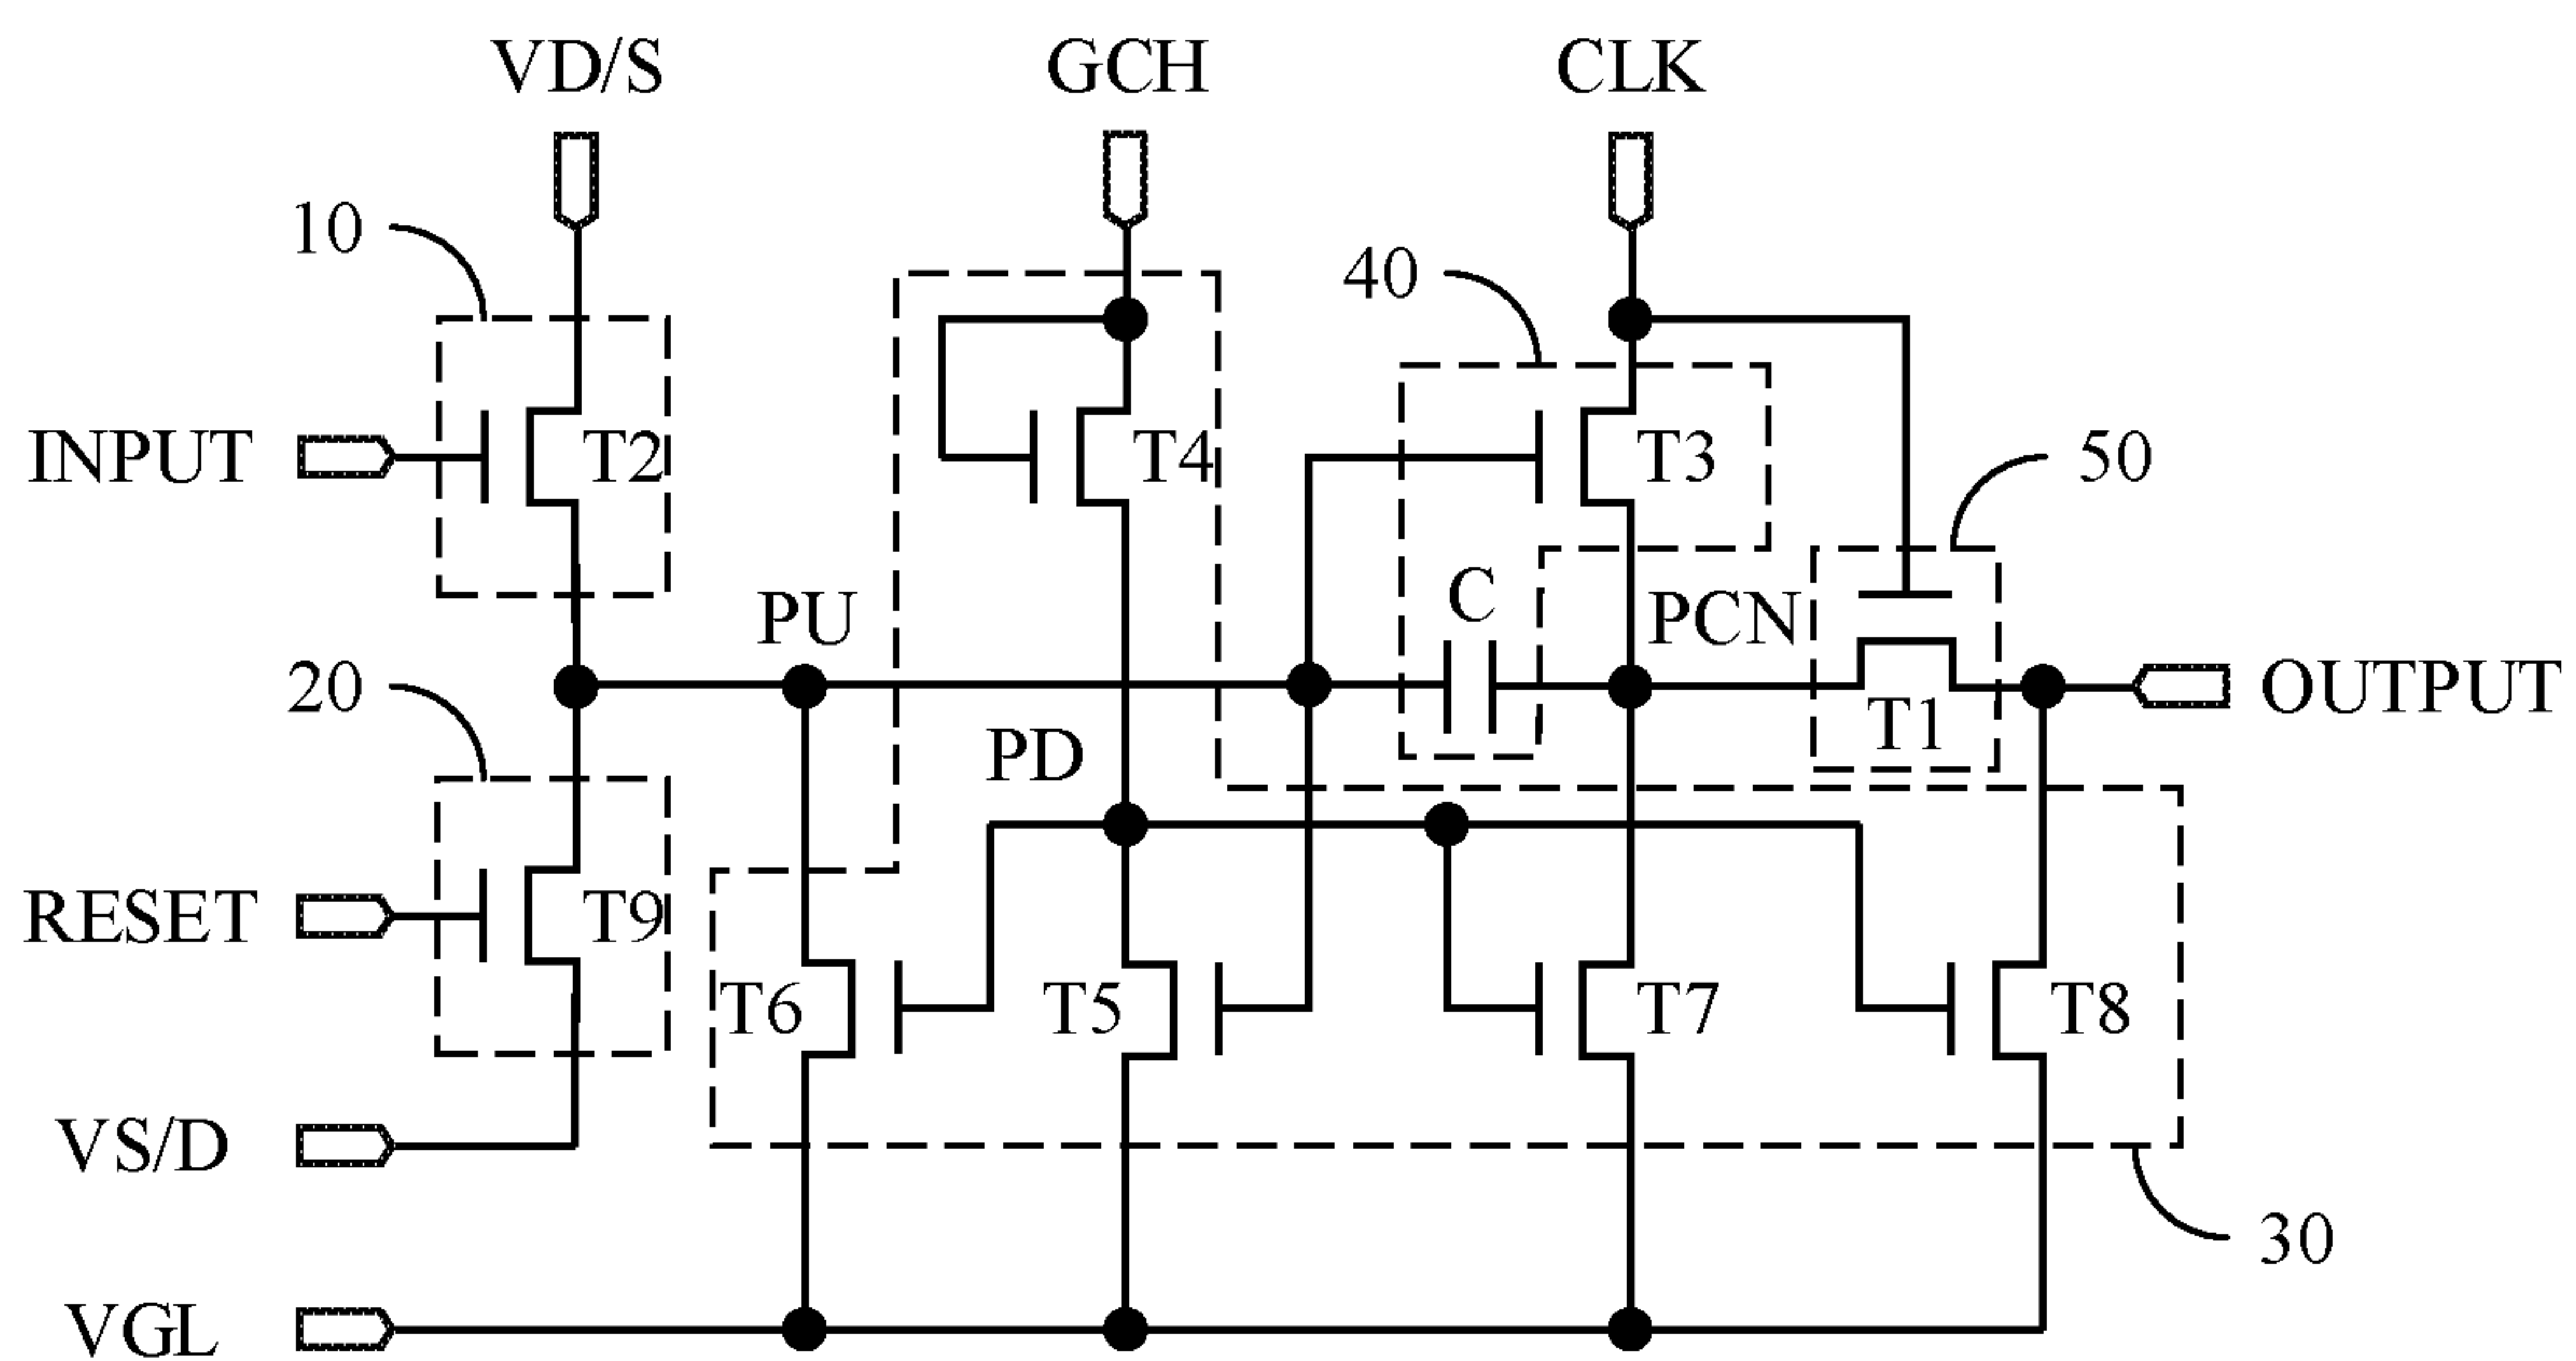 VD/S GCH CLK
10
40
INPUT T2 T4 T3 50
C
PU PCN
20 OUTPUT
T1
PD
RESET T9
T6 T5 T7 T8
VS/D
30
VGL